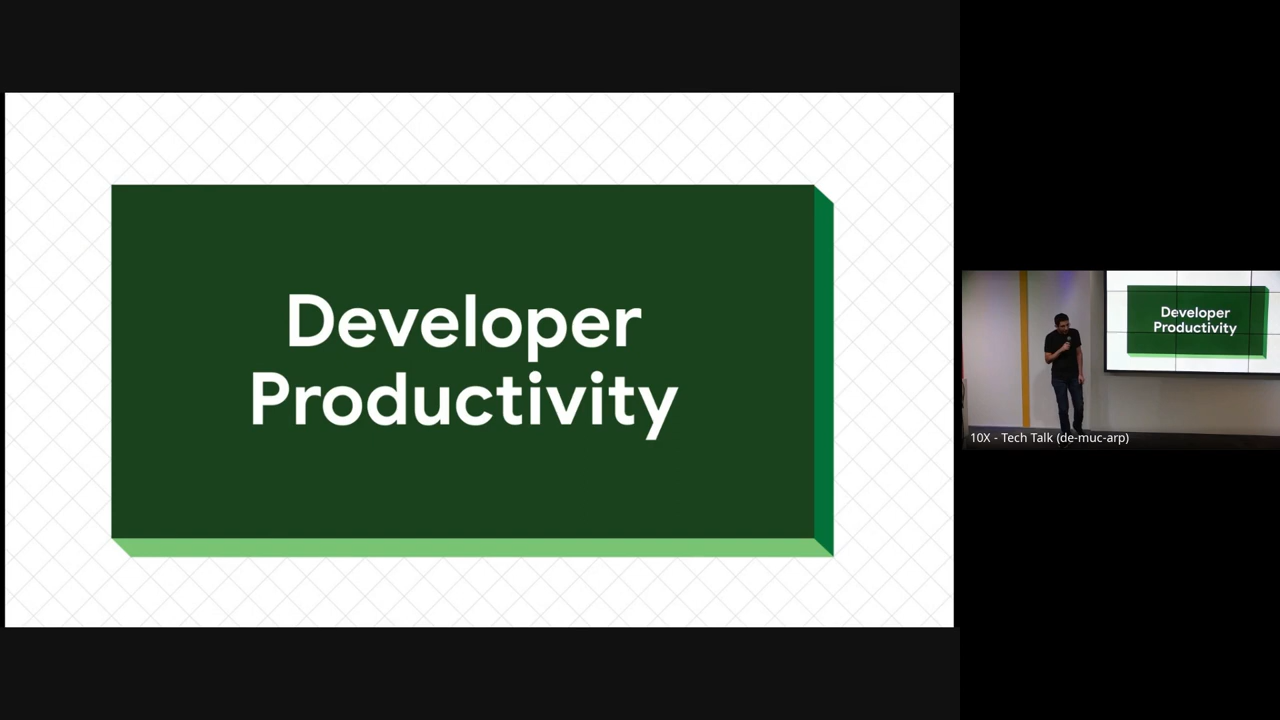 Developer
Productivity
Developer
Productivity
10X - Tech Talk (de-muc-arp)